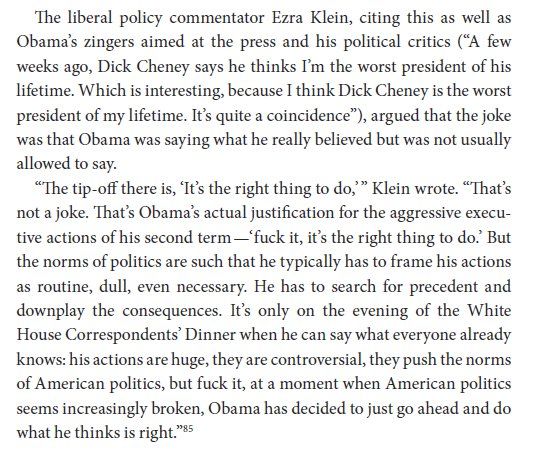 The liberal policy commentator Ezra Klein, citing this as well as
Obama’s zingers aimed at the press and his political critics (“A few
weeks ago, Dick Cheney says he thinks I’m the worst president of his
lifetime. Which is interesting, because I think Dick Cheney is the worst
president of my lifetime. It’s quite a coincidence”), argued that the joke
was that Obama was saying what he really believed but was not usually
allowed to say.
“The tip-off there is, ‘It’s the right thing to do,’” Klein wrote. “That’s
not a joke. That’s Obama’s actual justification for the aggressive execu-
tive actions of his second term—‘fuck it, it’s the right thing to do.’ But
the norms of politics are such that he typically has to frame his actions
as routine, dull, even necessary. He has to search for precedent and
downplay the consequences. It’s only on the evening of the White
House Correspondents’ Dinner when he can say what everyone already
knows: his actions are huge, they are controversial, they push the norms
of American politics, but fuck it, at a moment when American politics
seems increasingly broken, Obama has decided to just go ahead and do
what he thinks is right.”85